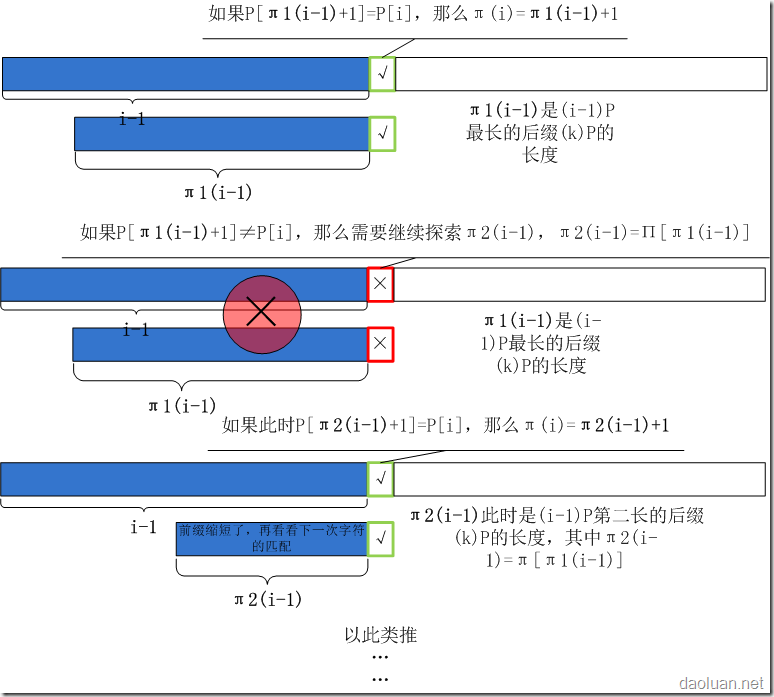 如果P[π1(i-1)+1]=P[i]，那么π(i)=π1(i-1)+1
√
i-1
√
π1(i-1)是(i-1)P
最长的后缀(k)P的
长度
π1(i-1)
如果P[π1(i-1)+1]≠P[i]，那么需要继续探索π2(i-1)，π2(i-1)=Π[π1(i-1)]
×
i-1
×
×
π1(i-1)是(i-
1)P最长的后缀
(k)P的长度
π1(i-1)
如果此时P[π2(i-1)+1]=P[i]，那么π(i)=π2(i-1)+1
√
i-1
前缀缩短了，再看看下一次字符
的匹配
√
π2(i-1)此时是(i-1)P第二长的后缀
(k)P的长度，其中π2(i-
1)=π[π1(i-1)]
π2(i-1)
以此类推
…
…
daoluan.net